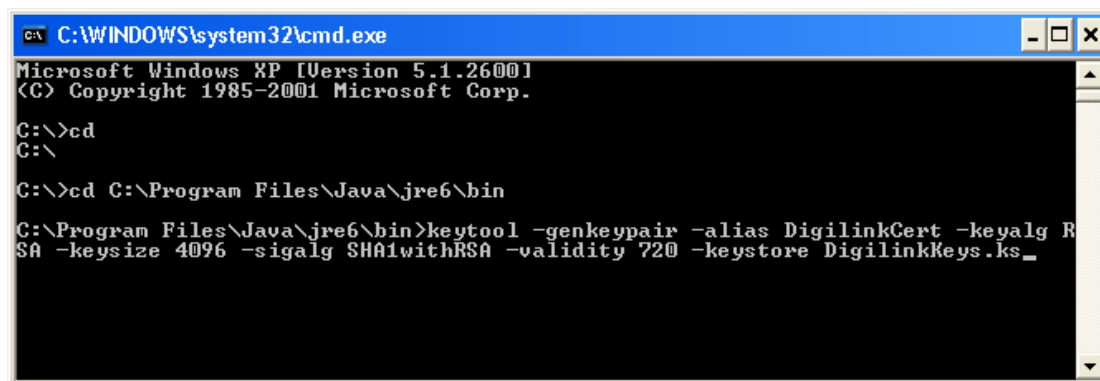 C:\WINDOWS\system32\cmd.exe
Microsoft Windows XP [Version 5.1.2600]
(C) Copyright 1985-2001 Microsoft Corp.
C:\>cd
C:\
C:\>cd C:\Program Files\Java\jre6\bin
C:\Program Files\Java\jre6\bin>keytool -genkeypair -alias DigilinkCert -keyalg R
SA -keysize 4096 -sigalg SHA1withRSA -validity 720 -keystore DigilinkKeys.ks_